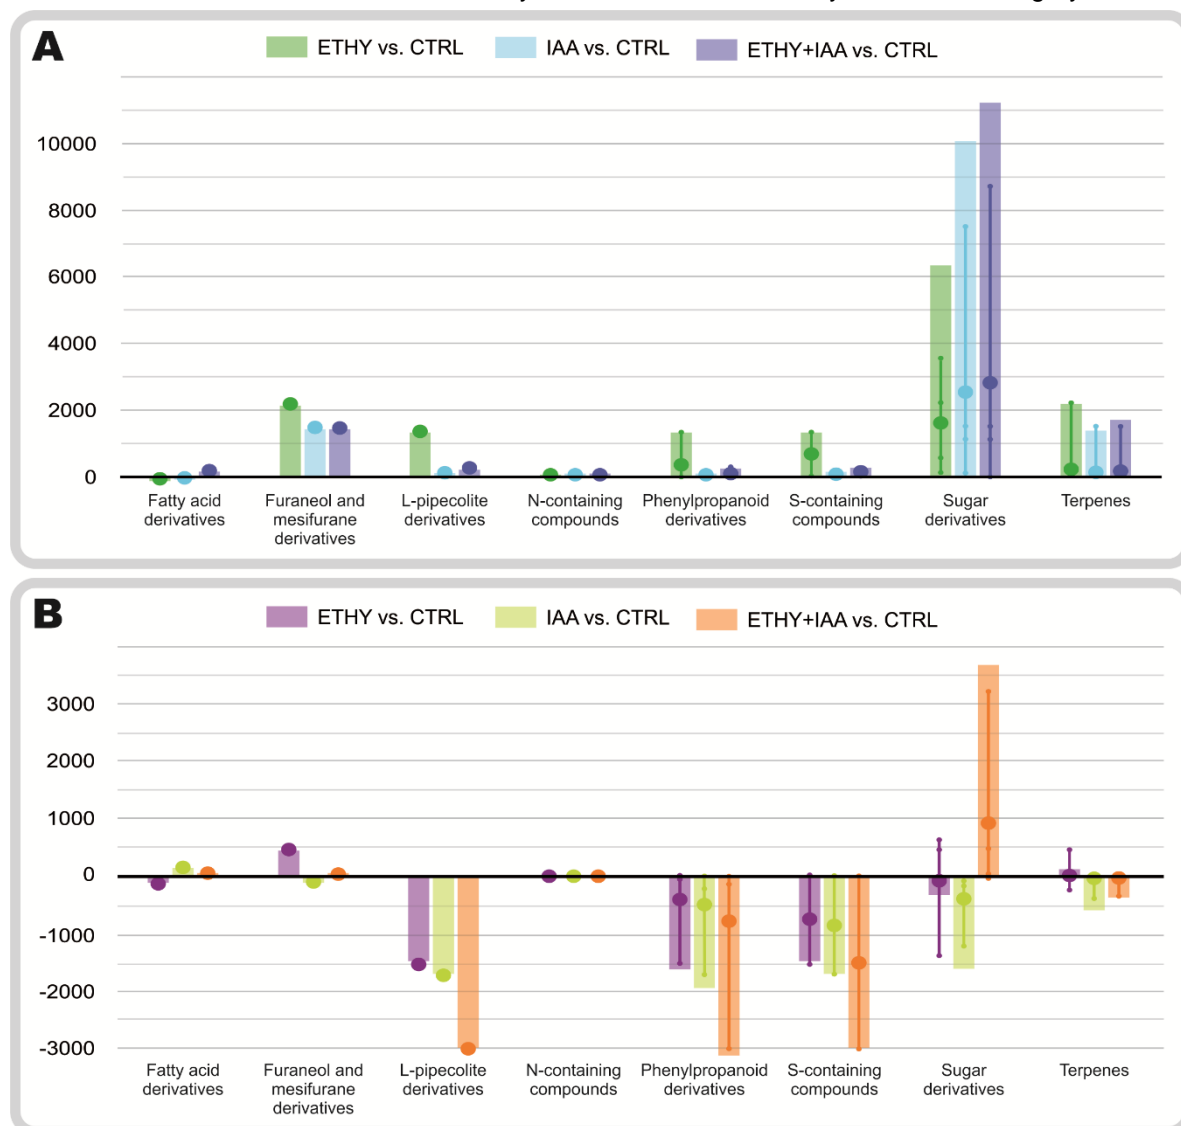 A
ETHY vs. CTRL IAA vs. CTRL ETHY+IAA vs. CTRL
10000
8000
6000
4000
2000
0
Fatty acid derivatives
Furaneol and mesifurane derivatives
L-pipecolite derivatives
N-containing compounds
Phenylpropanoid derivatives
S-containing compounds
Sugar derivatives
Terpenes
B
ETHY vs. CTRL IAA vs. CTRL ETHY+IAA vs. CTRL
3000
2000
1000
0
-1000
-2000
-3000
Fatty acid derivatives
Furaneol and mesifurane derivatives
L-pipecolite derivatives
N-containing compounds
Phenylpropanoid derivatives
S-containing compounds
Sugar derivatives
Terpenes